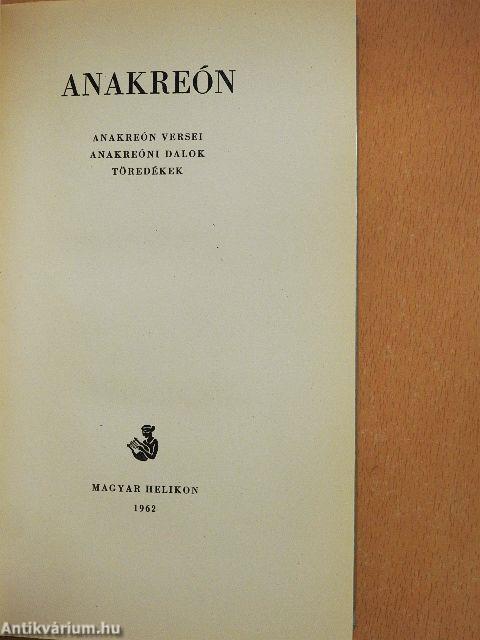 ANAKREÓN
ANAKREÓN VERSEI
ANAKREÓNI DALOK
TÖREDÉKEK
MAGYAR HELIKON
1962
Antikvárium.hu